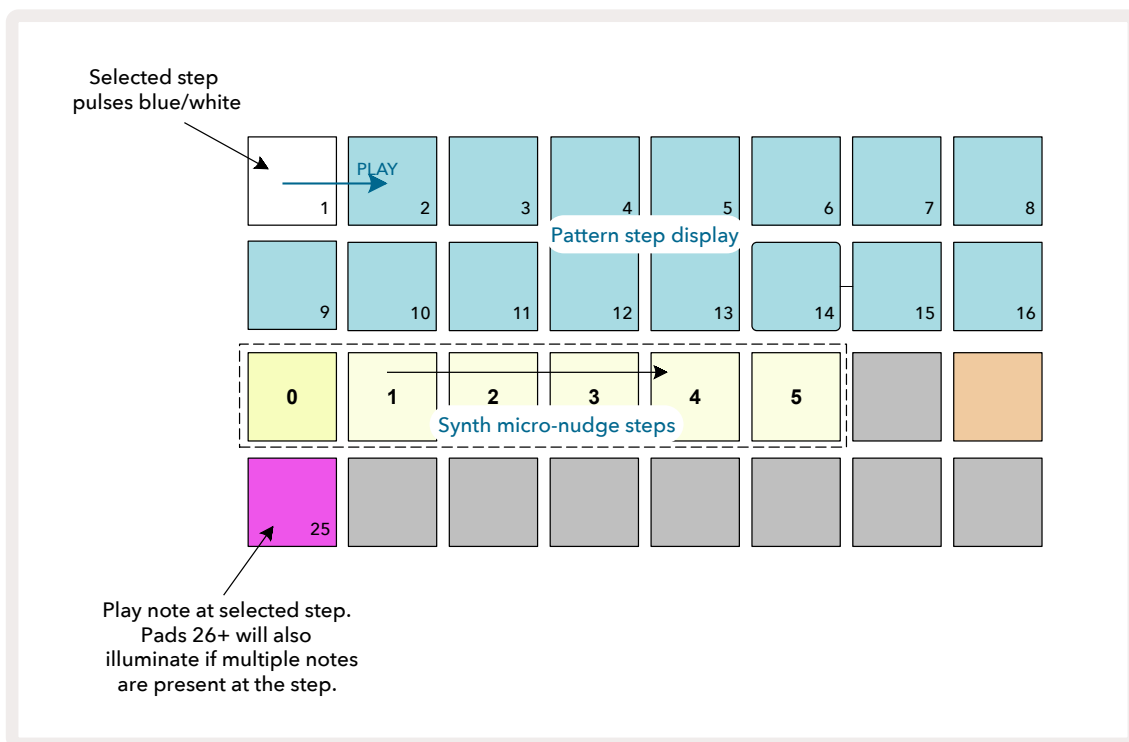 Selected step
pulses blue/white
PLAY
1
2
3
4
5
6
7
8
Pattern step display
9
10
11
12
13
14
15
16
0
1
2
3
4
5
Synth micro-nudge steps
25
Play note at selected step.
Pads 26+ will also
illuminate if multiple notes
are present at the step.